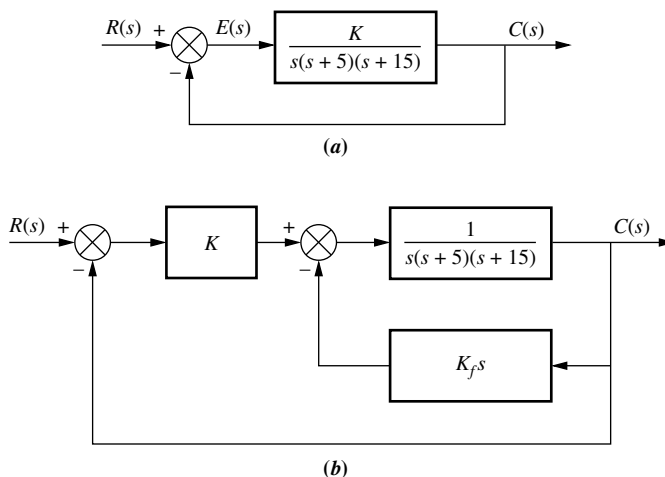 R(s) + E(s) K C(s)
s(s + 5)(s + 15)
−
(a)
R(s) + K + 1 C(s)
s(s + 5)(s + 15)
− −
K_f s
(b)